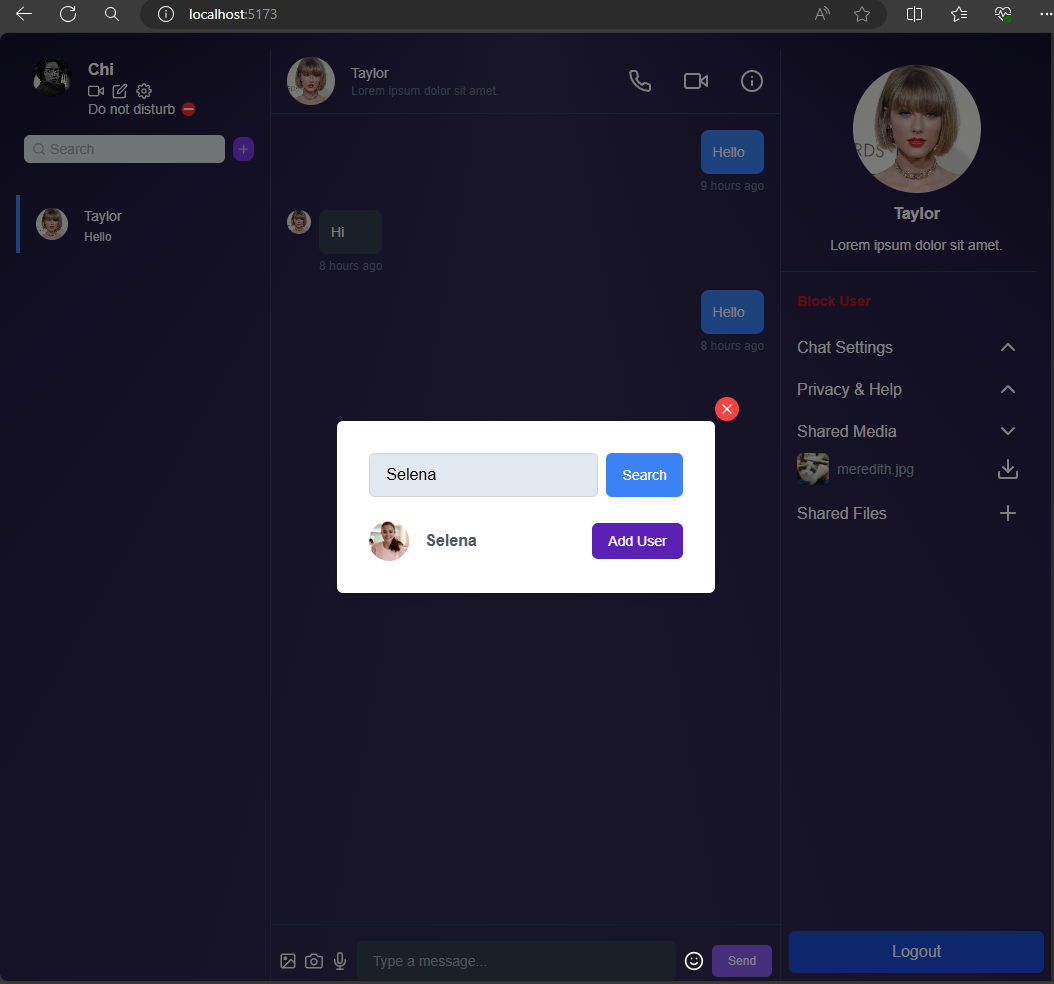 localhost:5173
Chi
Do not disturb
Search
+
Taylor
Hello
Taylor
Lorem ipsum dolor sit amet.
Hello
9 hours ago
Hi
8 hours ago
Hello
8 hours ago
Selena
Search
Selena
Add User
Type a message...
Send
RDS
Taylor
Lorem ipsum dolor sit amet.
Block User
Chat Settings
Privacy & Help
Shared Media
meredith.jpg
Shared Files
Logout